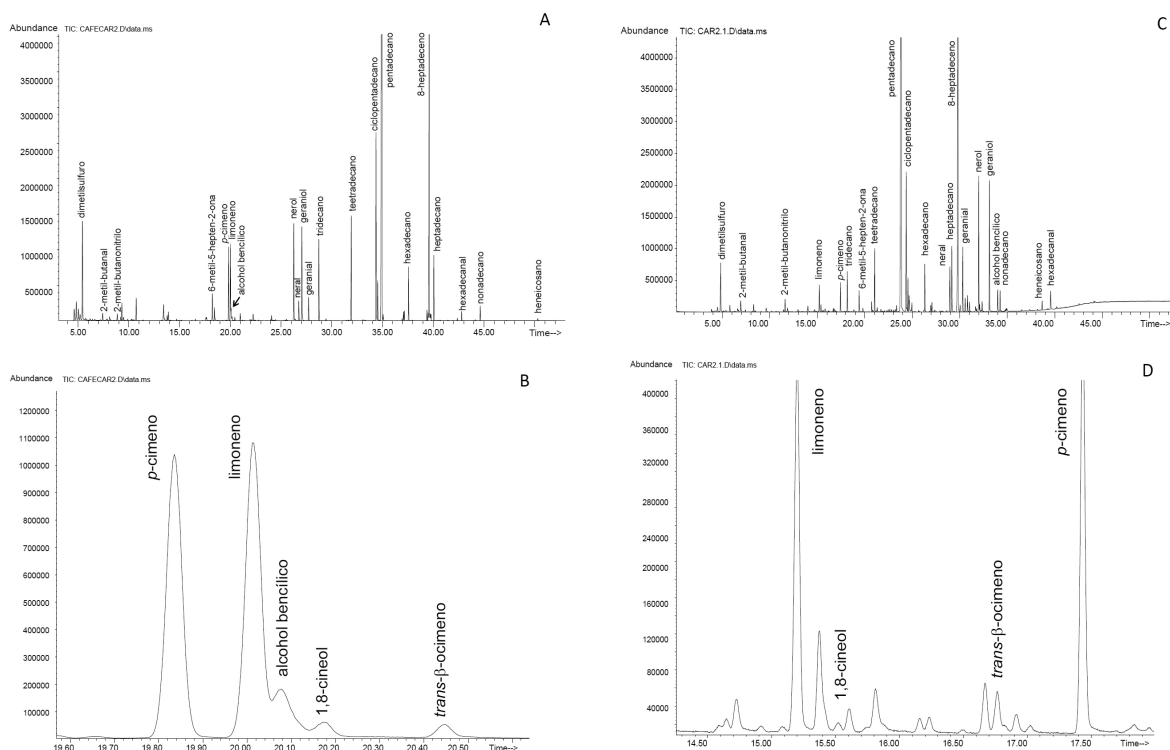 A
Abundance TIC: CAFECAR2.D\data.ms
4000000
3500000
3000000
2500000
2000000
1500000
1000000
500000
dimetilsulfuro
2-metil-butanal
2-metil-butanonitrilo
6-metil-5-hepten-2-ona
p-cimeno
limoneno
alcohol bencílico
nerol
neral
geraniol
geranial
tridecano
teetradecano
ciclopentadecano
pentadecano
hexadecano
8-heptadeceno
heptadecano
hexadecanal
nonadecano
heneicosano
5.00 10.00 15.00 20.00 25.00 30.00 35.00 40.00 45.00 50.00
Time-->
C
Abundance TIC: CAR2.1.D\data.ms
4000000
3500000
3000000
2500000
2000000
1500000
1000000
500000
dimetilsulfuro
2-metil-butanal
2-metil-butanonitrilo
limoneno
p-cimeno
tridecano
6-metil-5-hepten-2-ona
teetradecano
pentadecano
ciclopentadecano
hexadecano
neral
heptadecano
8-heptadeceno
geranial
nerol
geraniol
alcohol bencílico
nonadecano
heneicosano
hexadecanal
5.00 10.00 15.00 20.00 25.00 30.00 35.00 40.00 45.00
Time-->
B
Abundance TIC: CAFECAR2.D\data.ms
1200000
1100000
1000000
900000
800000
700000
600000
500000
400000
300000
200000
100000
p-cimeno
limoneno
alcohol bencílico
1,8-cineol
trans-β-ocimeno
19.60 19.80 19.90 20.00 20.10 20.20 20.30 20.40 20.50
Time-->
D
Abundance TIC: CAR2.1.D\data.ms
400000
360000
320000
280000
240000
200000
160000
120000
80000
40000
limoneno
1,8-cineol
trans-β-ocimeno
p-cimeno
14.50 15.00 15.50 16.00 16.50 17.00 17.50
Time-->